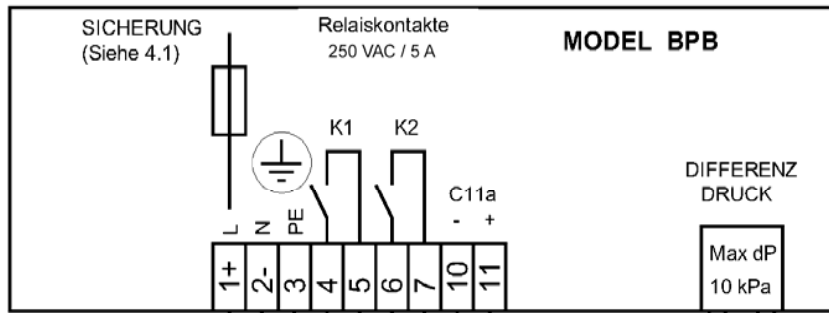 SICHERUNG
(Siehe 4.1)
Relaiskontakte
250 VAC / 5 A
MODEL BPB
K1
K2
C11a
- +
DIFFERENZ
DRUCK
L N PE
1+ 2- 3 4 5 6 7 10 11
Max dP
10 kPa